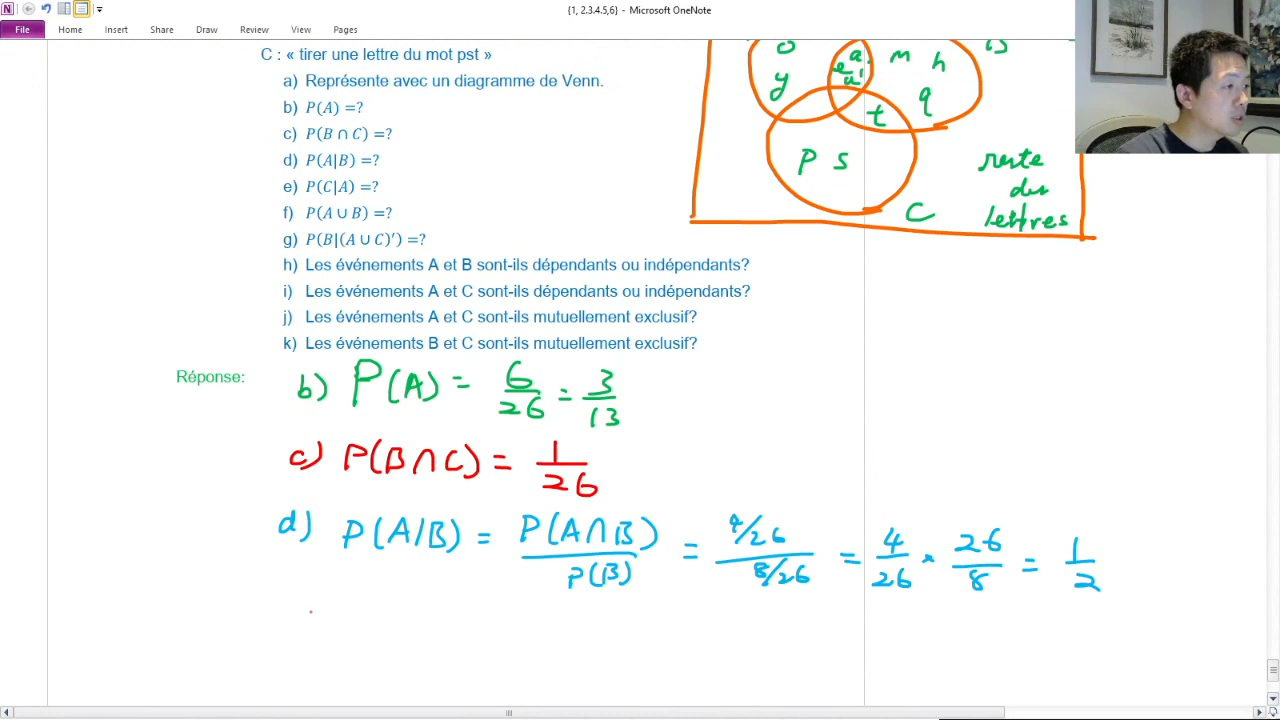 {1, 2.3.4.5,6} - Microsoft OneNote
File Home Insert Share Draw Review View Pages
C : « tirer une lettre du mot pst »
a) Représente avec un diagramme de Venn.
b) P(A) =?
c) P(B ∩ C) =?
d) P(A|B) =?
e) P(C|A) =?
f) P(A ∪ B) =?
g) P(B|(A ∪ C)′) =?
h) Les événements A et B sont-ils dépendants ou indépendants?
i) Les événements A et C sont-ils dépendants ou indépendants?
j) Les événements A et C sont-ils mutuellement exclusif?
k) Les événements B et C sont-ils mutuellement exclusif?
a m h
e
y u i q
t
p s
C
reste
des
lettres
Réponse:
b) P(A) = 6/26 = 3/13
c) P(B ∩ C) = 1/26
d) P(A|B) = P(A∩B)/P(B) = 4/26 / 8/26 = 4/26 • 26/8 = 1/2